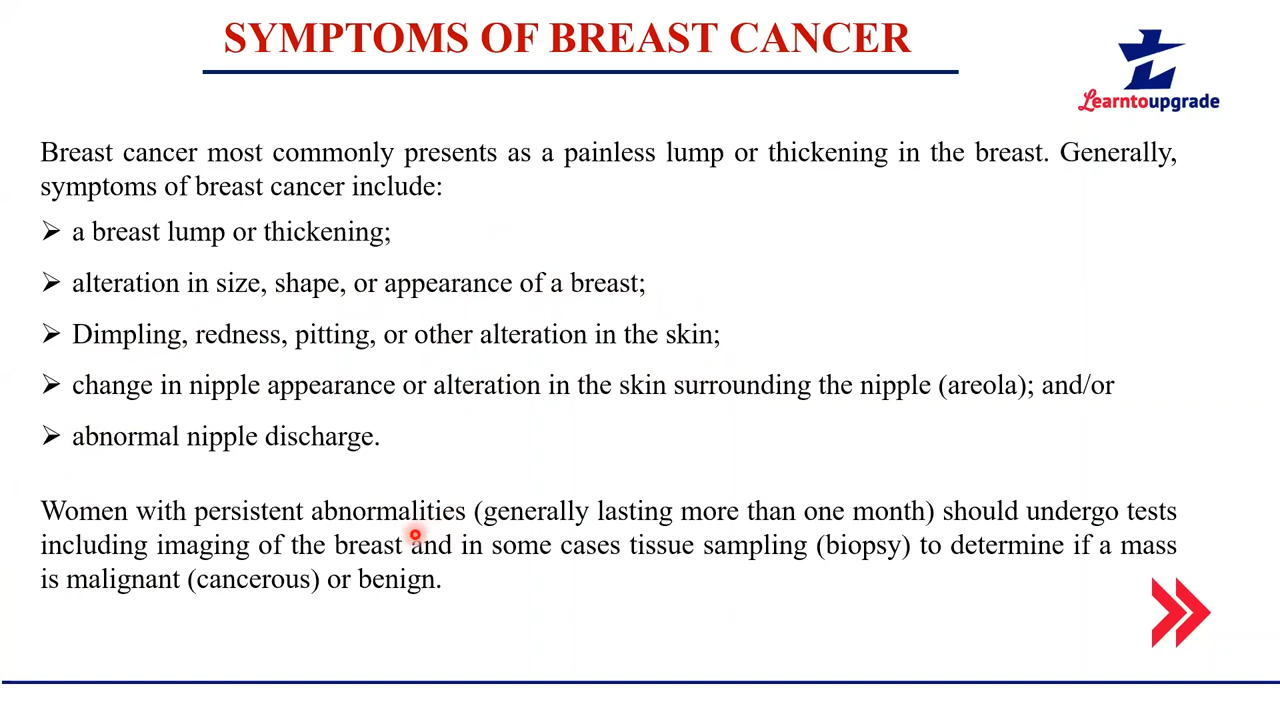 SYMPTOMS OF BREAST CANCER
Learntoupgrade
Breast cancer most commonly presents as a painless lump or thickening in the breast. Generally,
symptoms of breast cancer include:
➢ a breast lump or thickening;
➢ alteration in size, shape, or appearance of a breast;
➢ Dimpling, redness, pitting, or other alteration in the skin;
➢ change in nipple appearance or alteration in the skin surrounding the nipple (areola); and/or
➢ abnormal nipple discharge.
Women with persistent abnormalities (generally lasting more than one month) should undergo tests
including imaging of the breast and in some cases tissue sampling (biopsy) to determine if a mass
is malignant (cancerous) or benign.